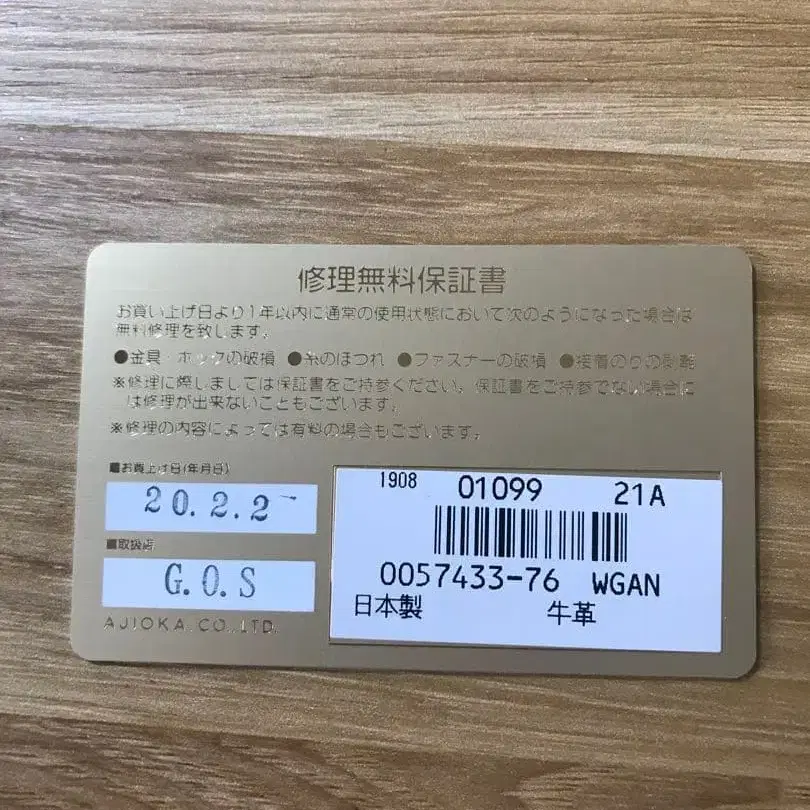 修理無料保証書
お買い上げ日より1年以内に通常の使用状態において次のようになった場合は
無料修理を致します。
●金具・ホックの破損 ●糸のほつれ ●ファスナーの破損 ●接着のりの剥離
※修理に際しましては保証書をご持参ください。保証書をご持参でない場合に
は修理が出来ないこともございます。
※修理の内容によっては有料の場合もございます。
■お買上げ日(年月日)
20.2.2
■取扱店
G.O.S
AJIOKA.CO.,LTD.
1908 01099 21A
0057433-76 WGAN
日本製 牛革